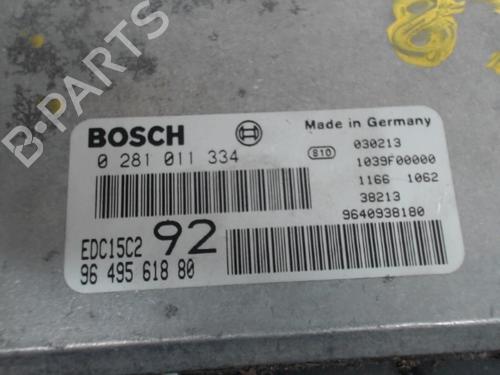 B-PARTS
BOSCH
Made in Germany
0 281 011 334
810
030213
1039F00000
1166 1062
38213
9640938180
EDC15C2 92
96 495 618 80